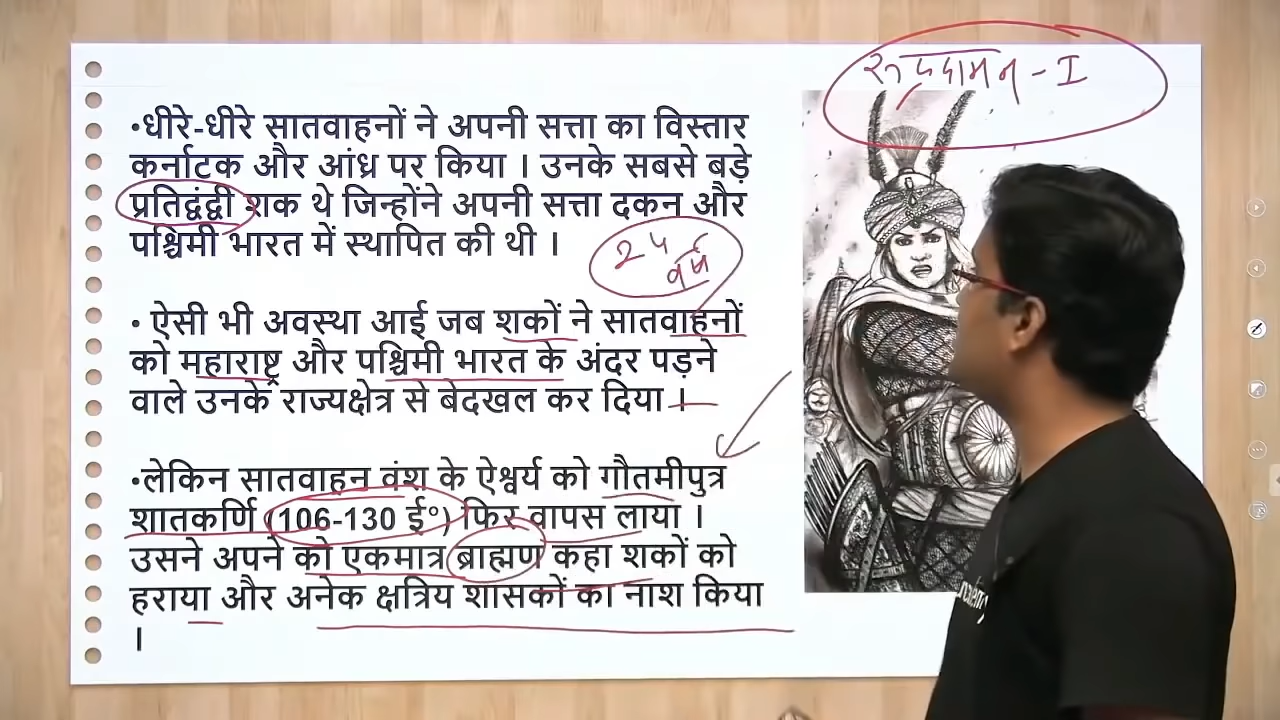 रुद्रदामन - I
•धीरे-धीरे सातवाहनों ने अपनी सत्ता का विस्तार
कर्नाटक और आंध्र पर किया । उनके सबसे बड़े
प्रतिद्वंद्वी शक थे जिन्होंने अपनी सत्ता दकन और
पश्चिमी भारत में स्थापित की थी ।
24
वर्ष
• ऐसी भी अवस्था आई जब शकों ने सातवाहनों
को महाराष्ट्र और पश्चिमी भारत के अंदर पड़ने
वाले उनके राज्यक्षेत्र से बेदखल कर दिया ।
•लेकिन सातवाहन वंश के ऐश्वर्य को गौतमीपुत्र
शातकर्णि (106-130 ई°) फिर वापस लाया ।
उसने अपने को एकमात्र ब्राह्मण कहा शकों को
हराया और अनेक क्षत्रिय शासकों का नाश किया
।